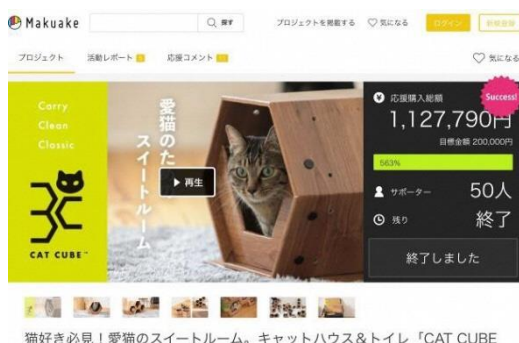 Makuake
探す
プロジェクトを掲載する
気になる
ログイン
新規登録
プロジェクト
活動レポート
応援コメント
気になる
Carry
Clean
Classic
CAT CUBE™
愛猫のた
スイートルーム
再生
応援購入総額
Success!
1,127,790円
目標金額 200,000円
563%
サポーター
50人
残り
終了
終了しました
猫好き必見！愛猫のスイートルーム。キャットハウス＆トイレ「CAT CUBE